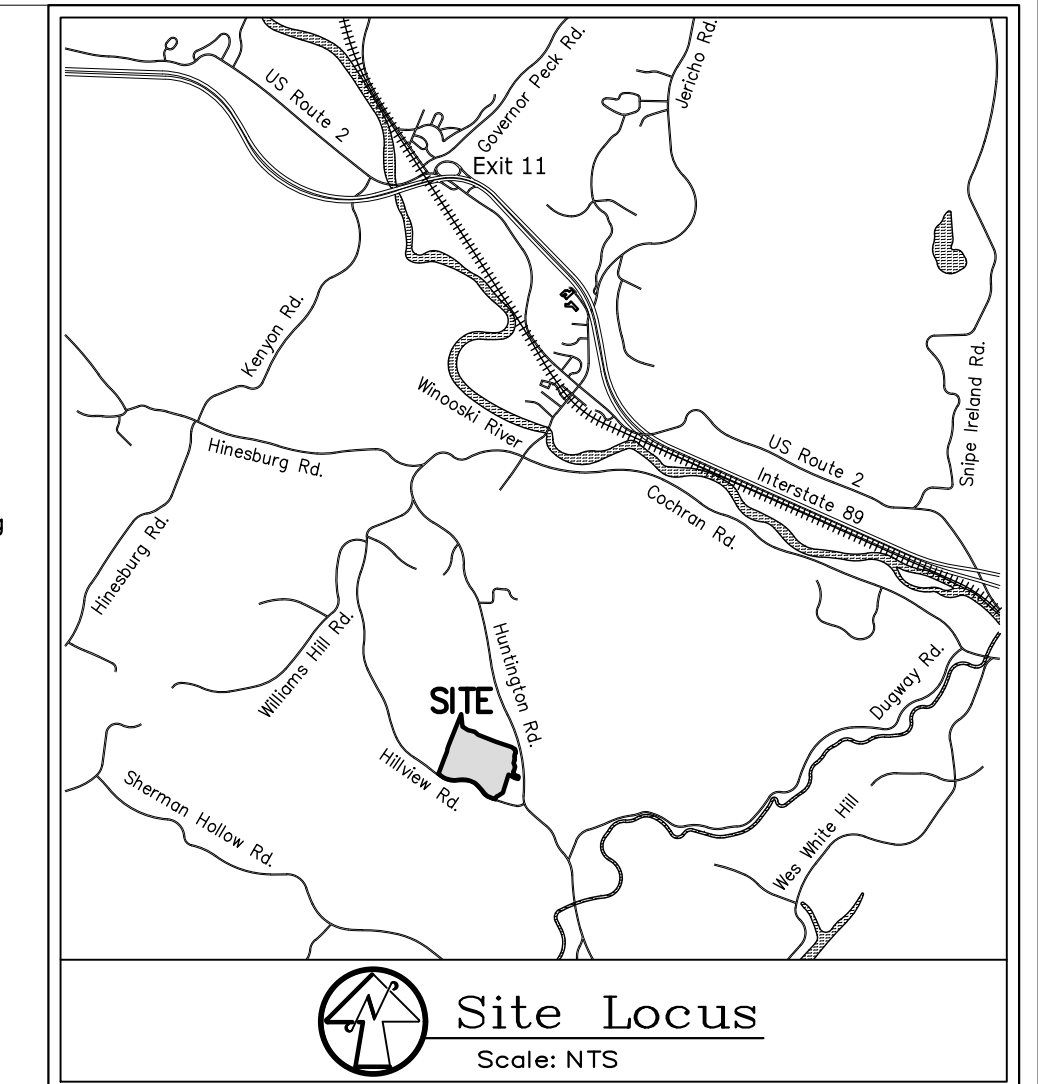 US Route 2
Governor Peck Rd.
Jericho Rd.
Exit 11
Kenyon Rd.
Winooski River
Snipe Ireland Rd.
Hinesburg Rd.
US Route 2
Interstate 89
Cochran Rd.
Hinesburg Rd.
g
Williams Hill Rd.
Huntington Rd.
Dugway Rd.
SITE
Hillview Rd.
Sherman Hollow Rd.
Wes White Hill
N
Site Locus
Scale: NTS